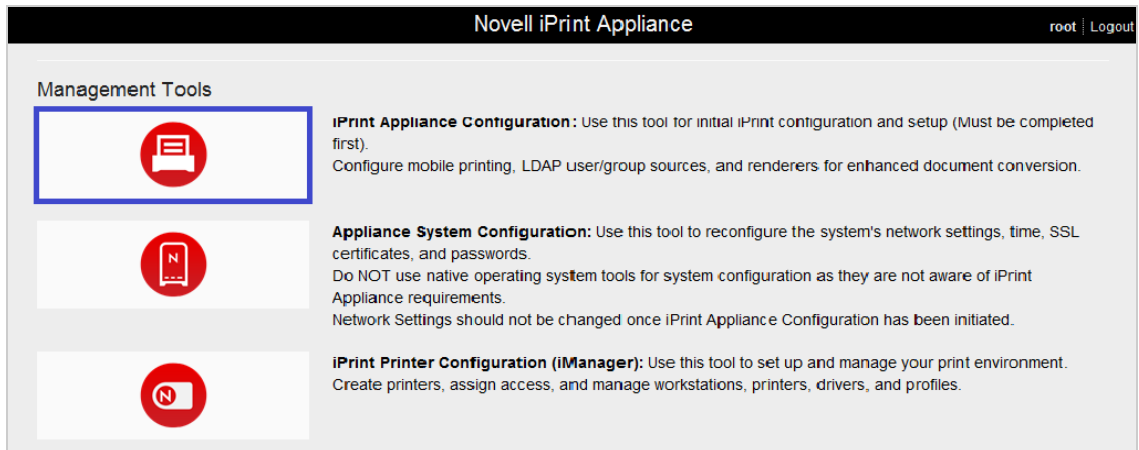 Novell iPrint Appliance
root
Logout
Management Tools
iPrint Appliance Configuration: Use this tool for initial iPrint configuration and setup (Must be completed
first).
Configure mobile printing, LDAP user/group sources, and renderers for enhanced document conversion.
N
Appliance System Configuration: Use this tool to reconfigure the system's network settings, time, SSL
certificates, and passwords.
Do NOT use native operating system tools for system configuration as they are not aware of iPrint
Appliance requirements.
Network Settings should not be changed once iPrint Appliance Configuration has been initiated.
N
iPrint Printer Configuration (iManager): Use this tool to set up and manage your print environment.
Create printers, assign access, and manage workstations, printers, drivers, and profiles.